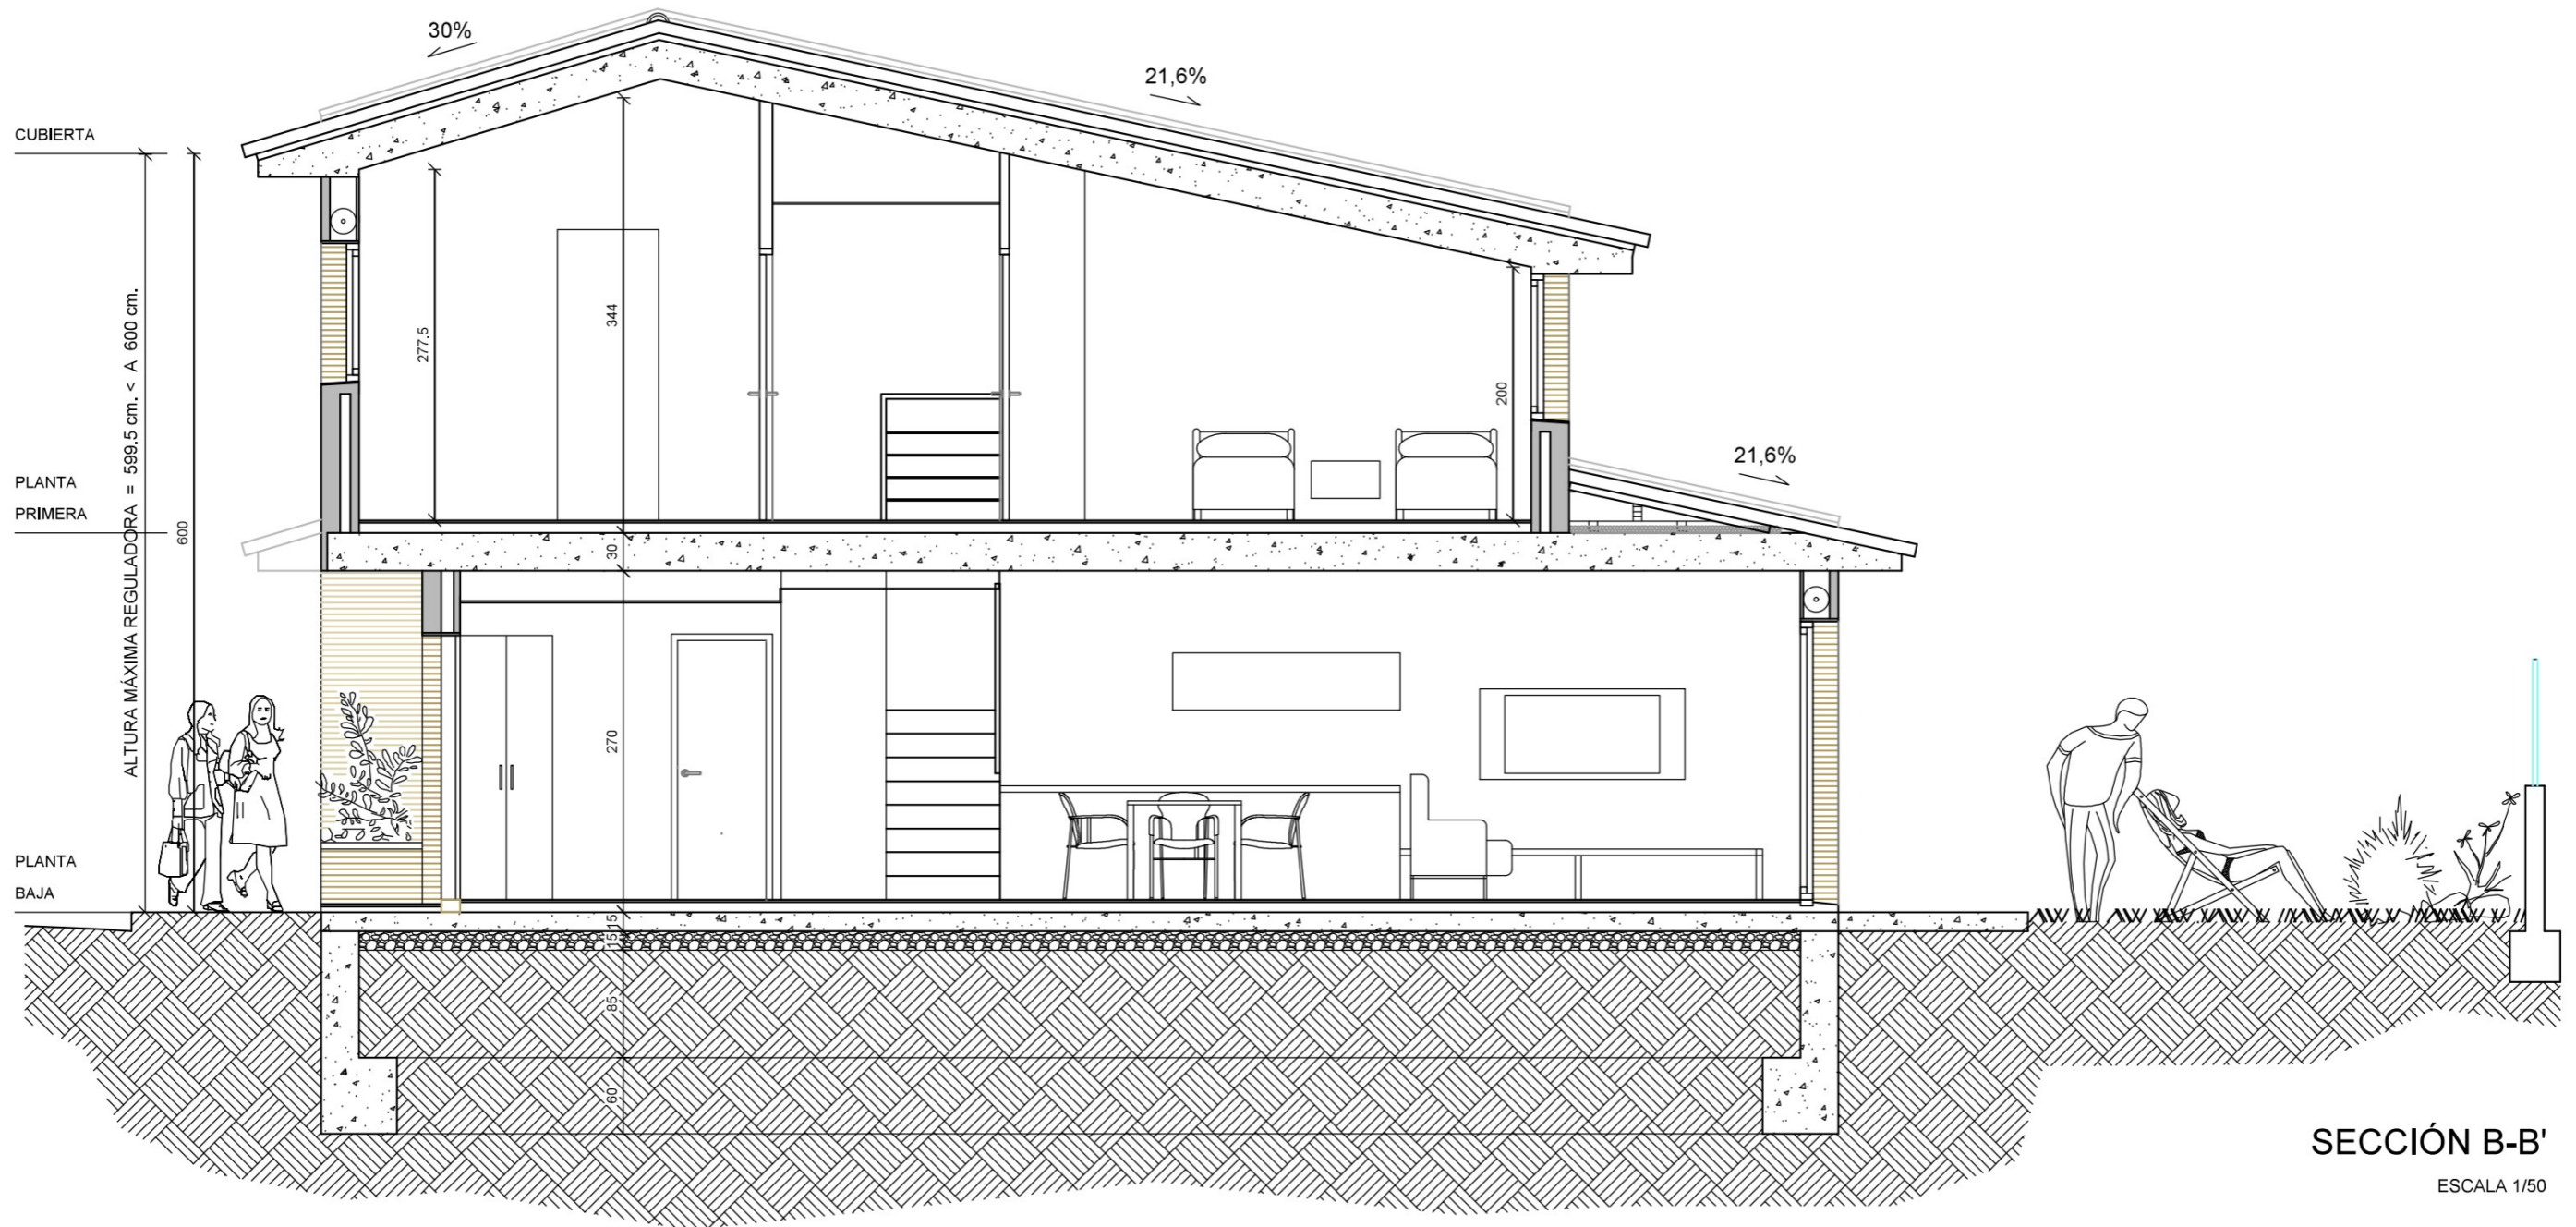 30%
21,6%
CUBIERTA
ALTURA MÁXIMA REGULADORA = 599.5 cm. < A 600 cm.
600
277.5
344
200
21,6%
PLANTA
PRIMERA
30
270
PLANTA
BAJA
15
15
85
60
SECCIÓN B-B'
ESCALA 1/50